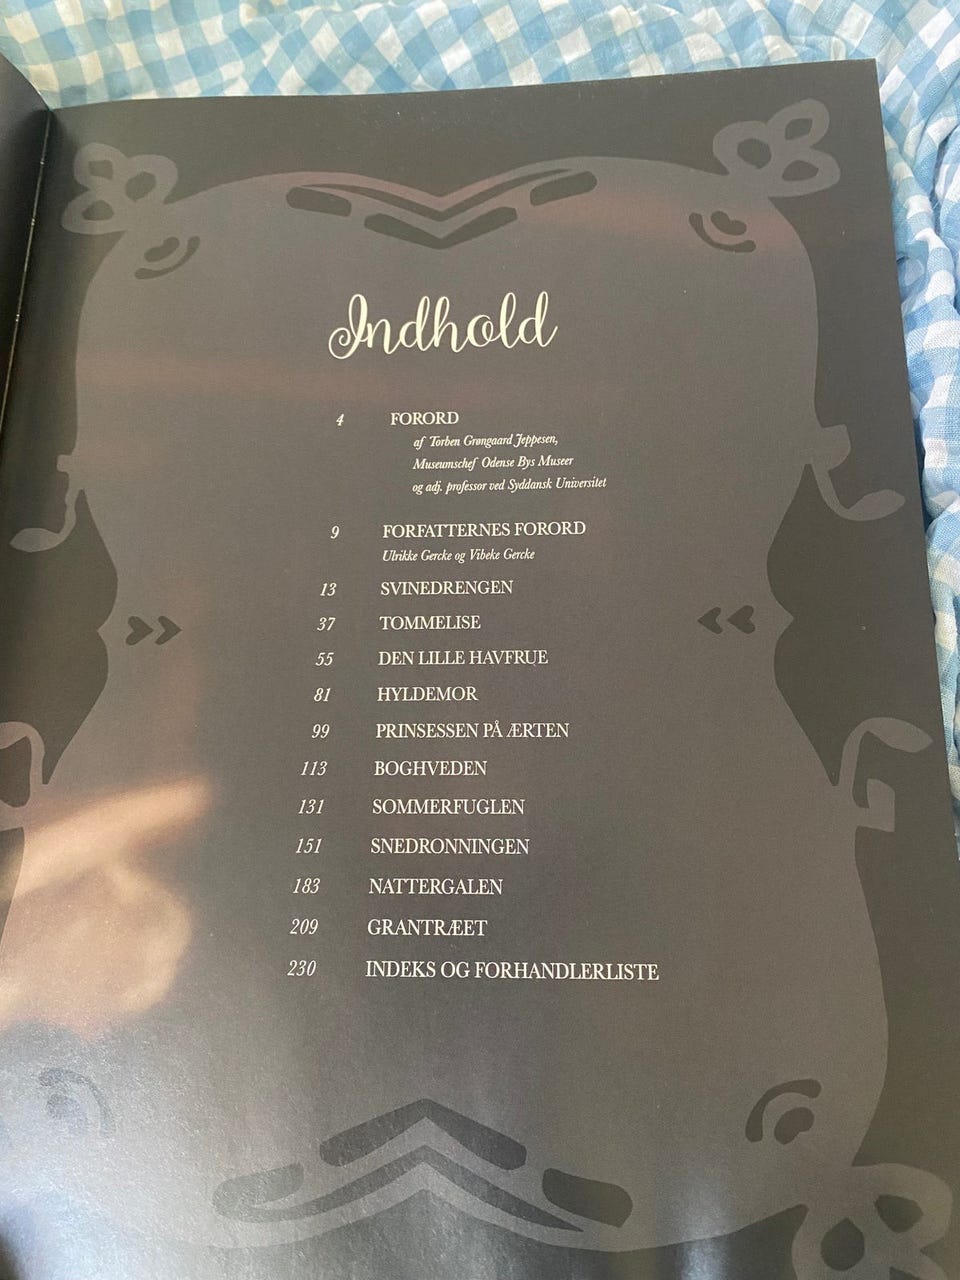 Indhold
4 FORORD
af Torben Grøngaard Jeppesen,
Museumschef Odense Bys Museer
og adj. professor ved Syddansk Universitet
9 FORFATTERNES FORORD
Ulrikke Gercke og Vibeke Gercke
13 SVINEDRENGEN
37 TOMMELISE
55 DEN LILLE HAVFRUE
81 HYLDEMOR
99 PRINSESSEN PÅ ÆRTEN
113 BOGHVEDEN
131 SOMMERFUGLEN
151 SNEDRONNINGEN
183 NATTERGALEN
209 GRANTRÆET
230 INDEKS OG FORHANDLERLISTE